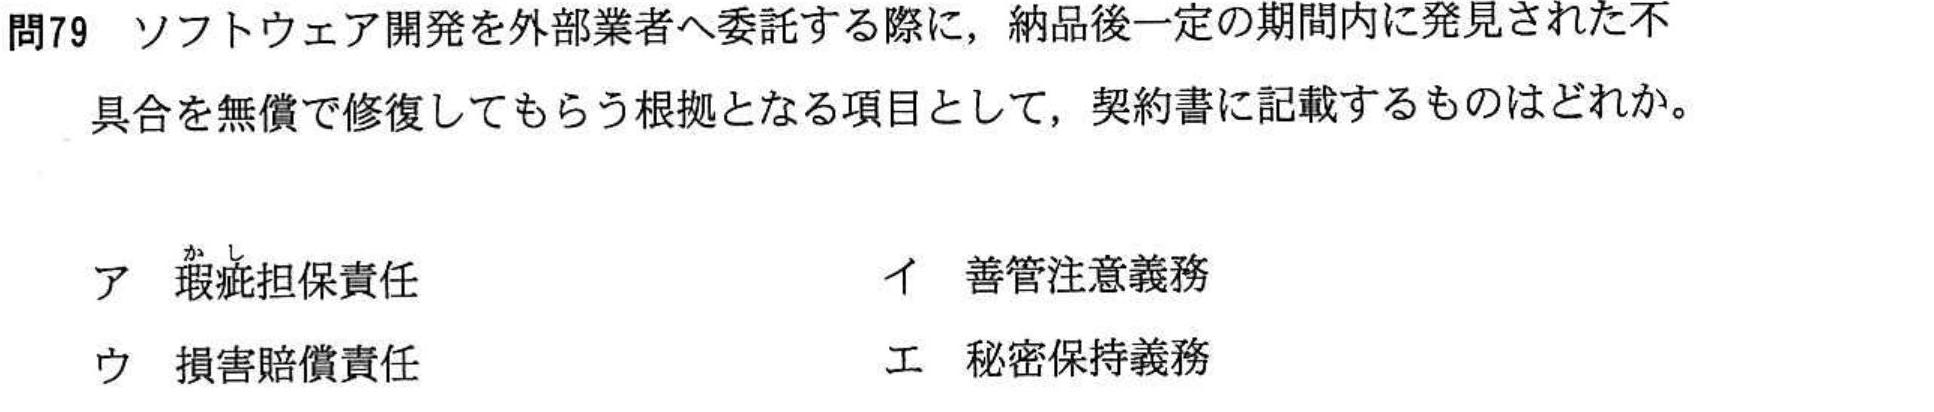 問79 ソフトウェア開発を外部業者へ委託する際に，納品後一定の期間内に発見された不
具合を無償で修復してもらう根拠となる項目として，契約書に記載するものはどれか。
かし
ア 瑕疵担保責任 イ 善管注意義務
ウ 損害賠償責任 エ 秘密保持義務